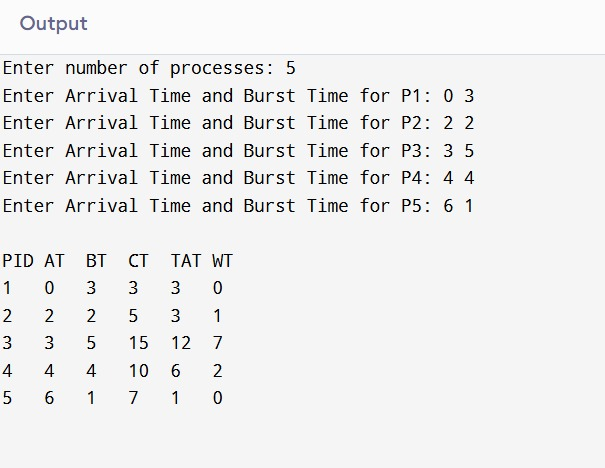 Output
Enter number of processes: 5
Enter Arrival Time and Burst Time for P1: 0 3
Enter Arrival Time and Burst Time for P2: 2 2
Enter Arrival Time and Burst Time for P3: 3 5
Enter Arrival Time and Burst Time for P4: 4 4
Enter Arrival Time and Burst Time for P5: 6 1
PID AT BT CT TAT WT
1 0 3 3 3 0
2 2 2 5 3 1
3 3 5 15 12 7
4 4 4 10 6 2
5 6 1 7 1 0